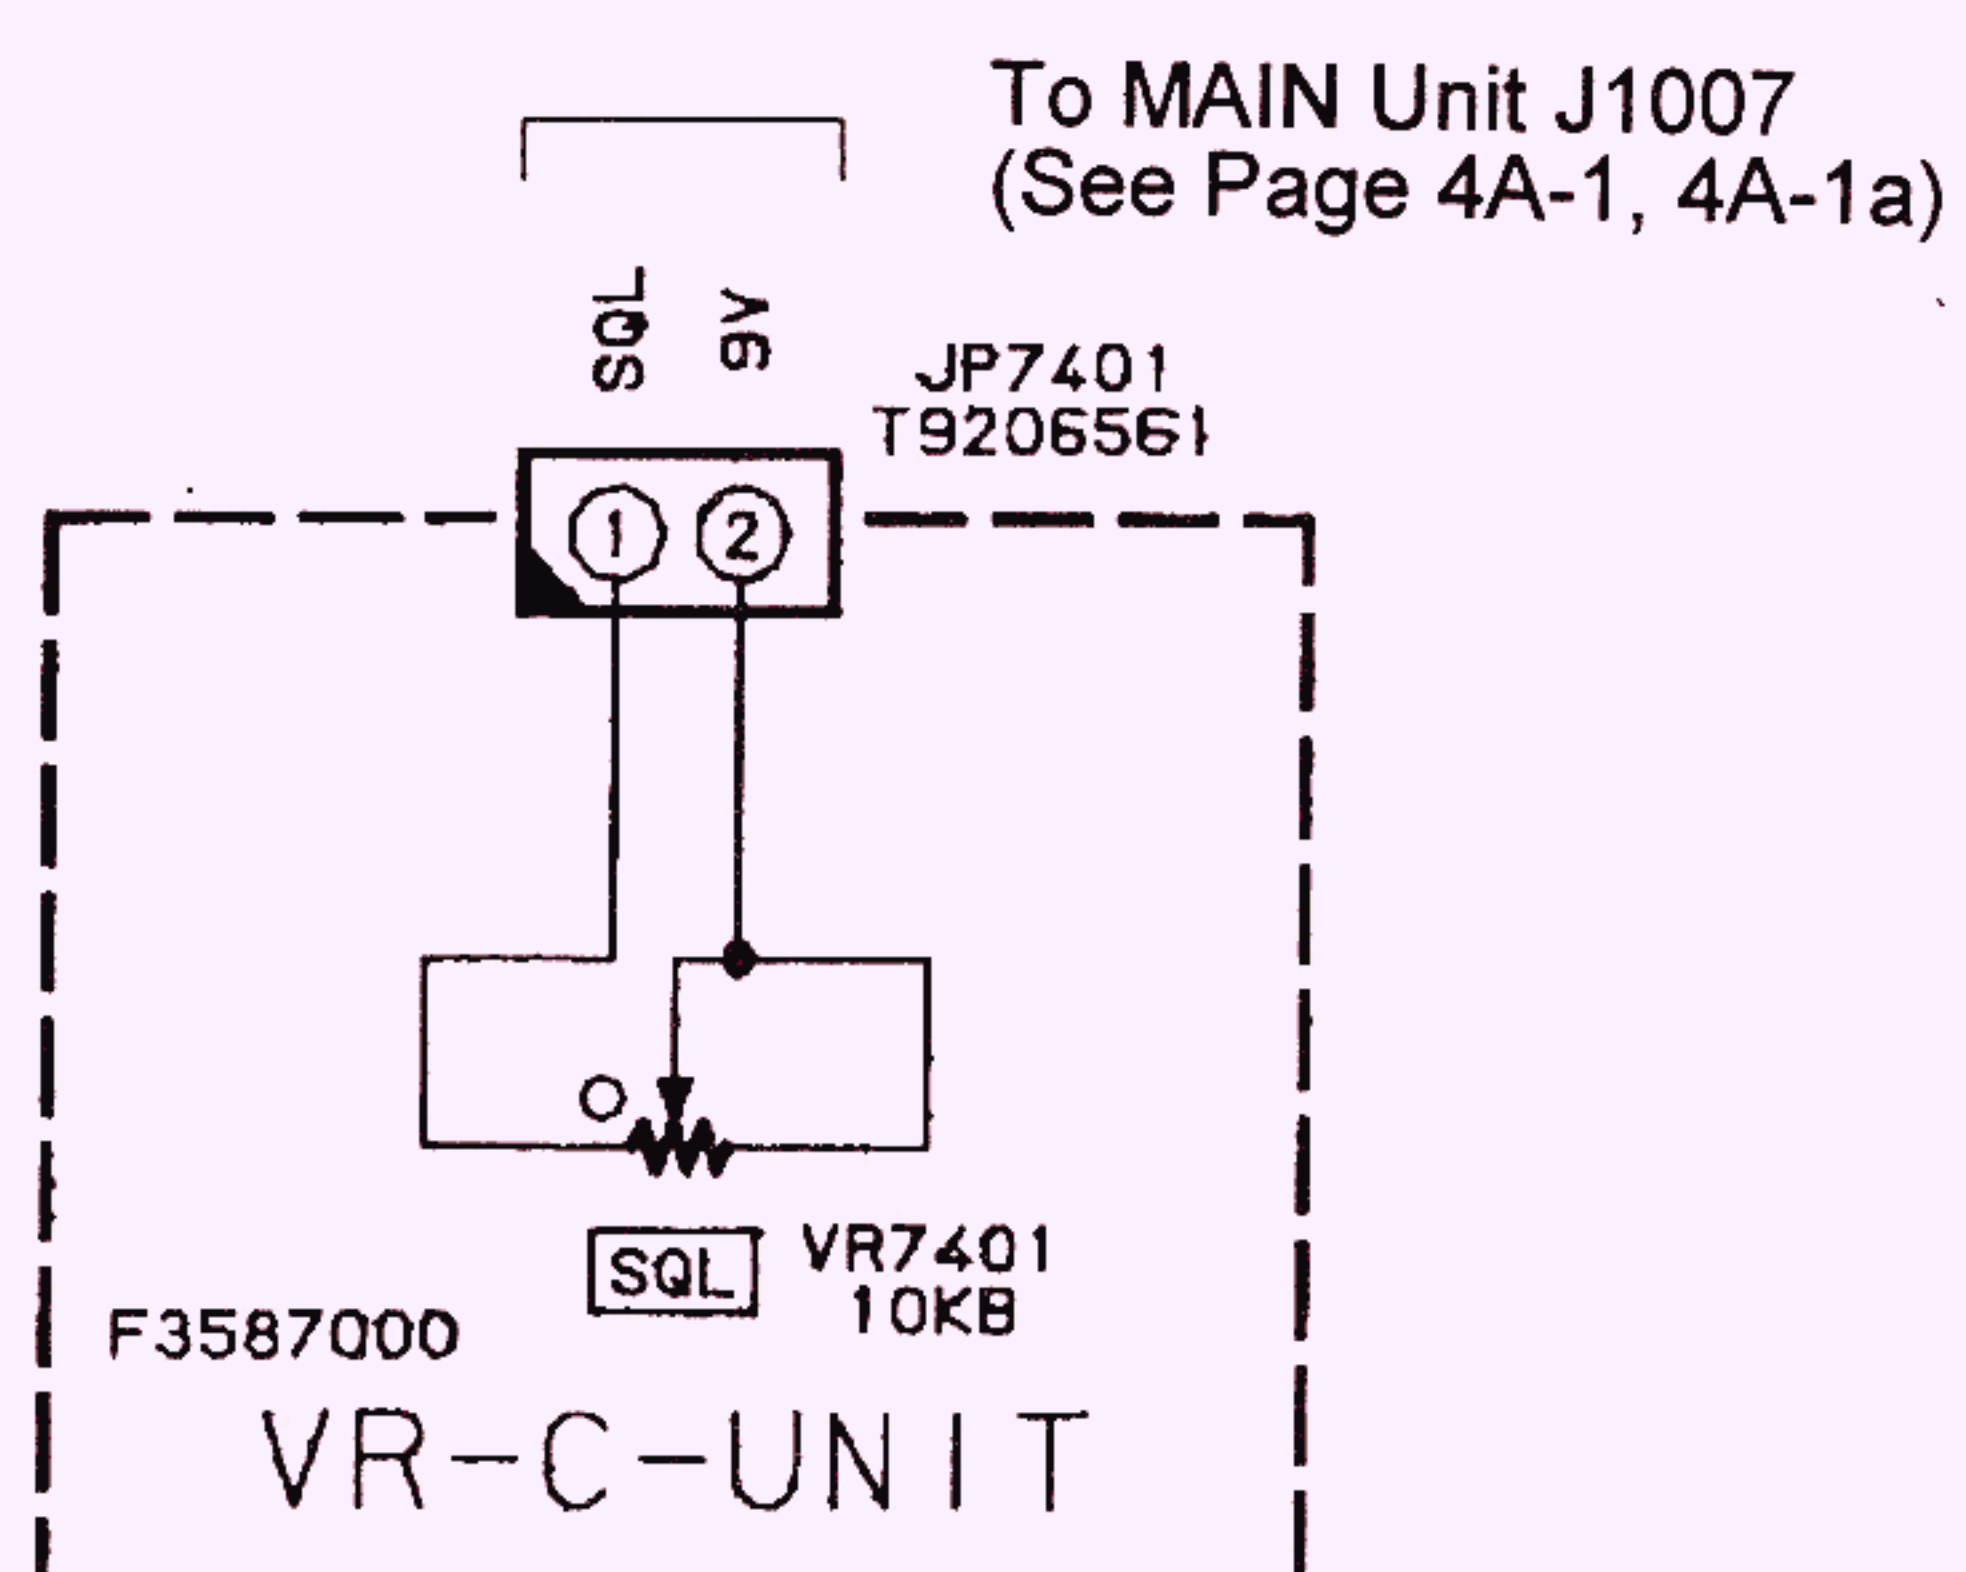 To MAIN Unit J1007
(See Page 4A-1, 4A-1a)
SQL
9V
JP7401
T9206561
1
2
SQL
VR7401
10KB
F3587000
VR-C-UNIT